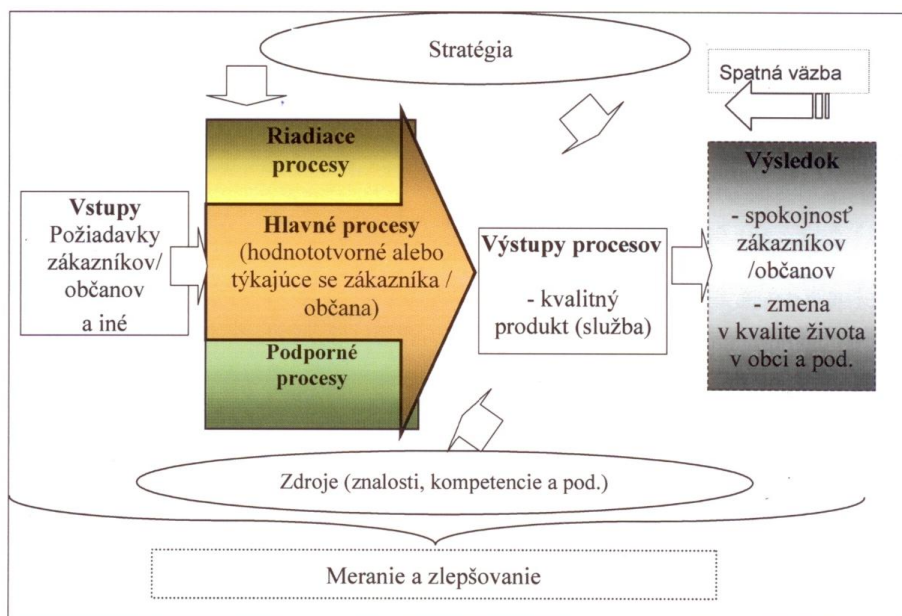 Stratégia
Spatná väzba
Riadiace
procesy
Vstupy
Požiadavky
zákazníkov/
občanov
a iné
Hlavné procesy
(hodnototvorné alebo
týkajúce se zákazníka /
občana)
Podporné
procesy
Výstupy procesov
- kvalitný
produkt (služba)
Výsledok
- spokojnosť
zákazníkov
/občanov
- zmena
v kvalite života
v obci a pod.
Zdroje (znalosti, kompetencie a pod.)
Meranie a zlepšovanie